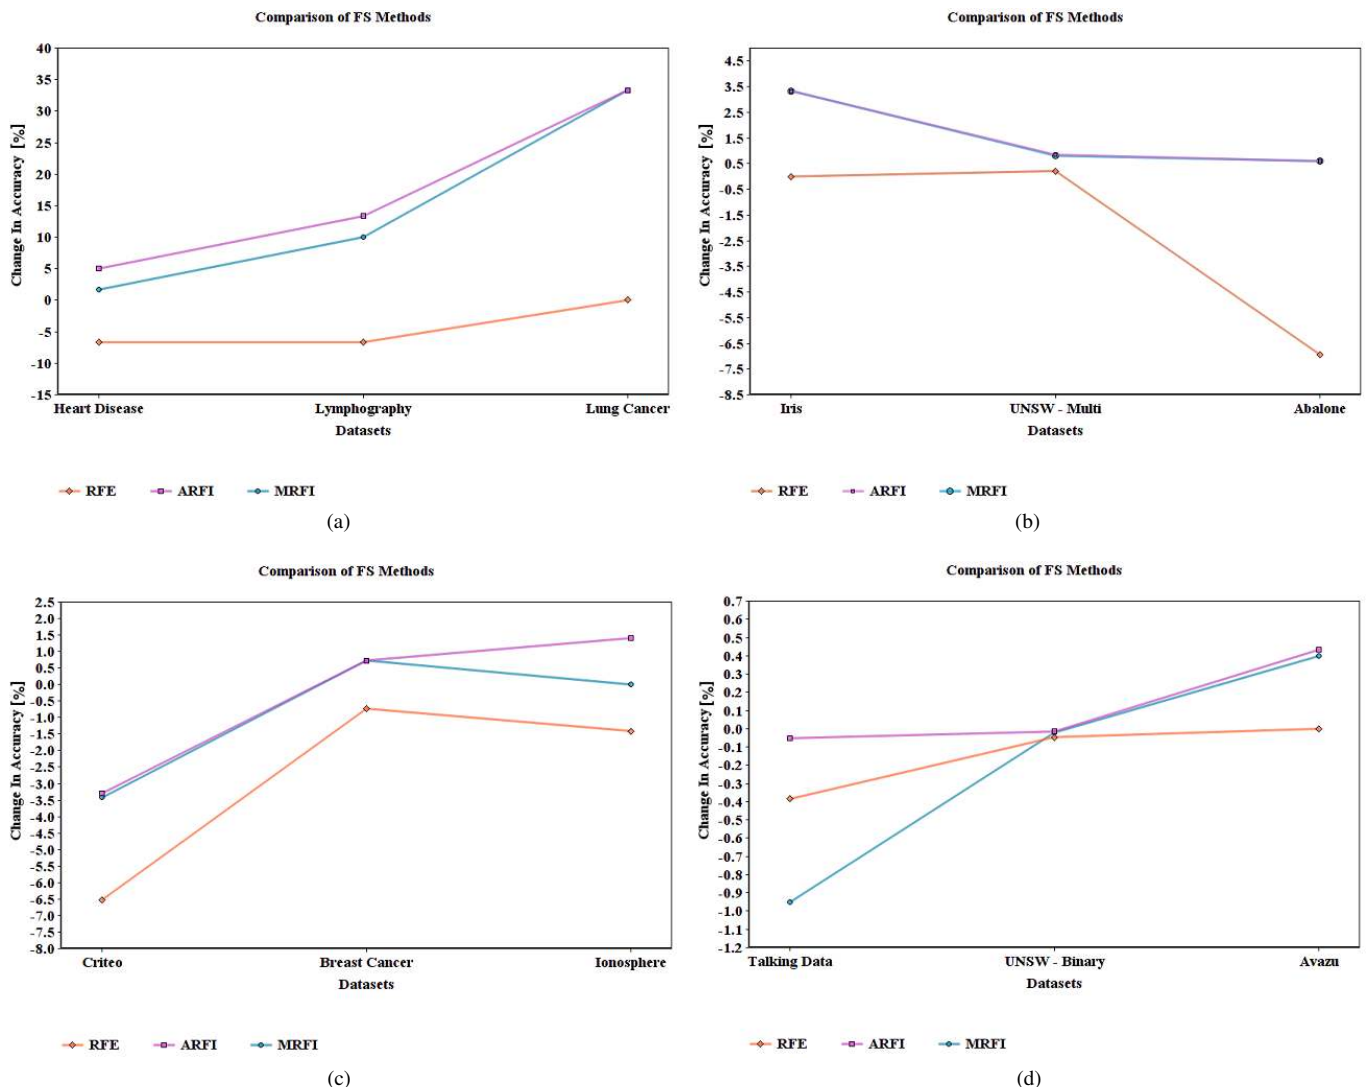 Comparison of FS Methods
Change In Accuracy [%]
40
35
30
25
20
15
10
5
0
-5
-10
-15
Heart Disease Lymphography Lung Cancer
Datasets
RFE ARFI MRFI
(a)
Comparison of FS Methods
Change In Accuracy [%]
4.5
3.5
2.5
1.5
0.5
-0.5
-1.5
-2.5
-3.5
-4.5
-5.5
-6.5
-7.5
-8.5
Iris UNSW - Multi Abalone
Datasets
RFE ARFI MRFI
(b)
Comparison of FS Methods
Change In Accuracy [%]
2.5
2.0
1.5
1.0
0.5
0.0
-0.5
-1.0
-1.5
-2.0
-2.5
-3.0
-3.5
-4.0
-4.5
-5.0
-5.5
-6.0
-6.5
-7.0
-7.5
-8.0
Criteo Breast Cancer Ionosphere
Datasets
RFE ARFI MRFI
(c)
Comparison of FS Methods
Change In Accuracy [%]
0.7
0.6
0.5
0.4
0.3
0.2
0.1
0.0
-0.1
-0.2
-0.3
-0.4
-0.5
-0.6
-0.7
-0.8
-0.9
-1.0
-1.1
-1.2
Talking Data UNSW - Binary Avazu
Datasets
RFE ARFI MRFI
(d)